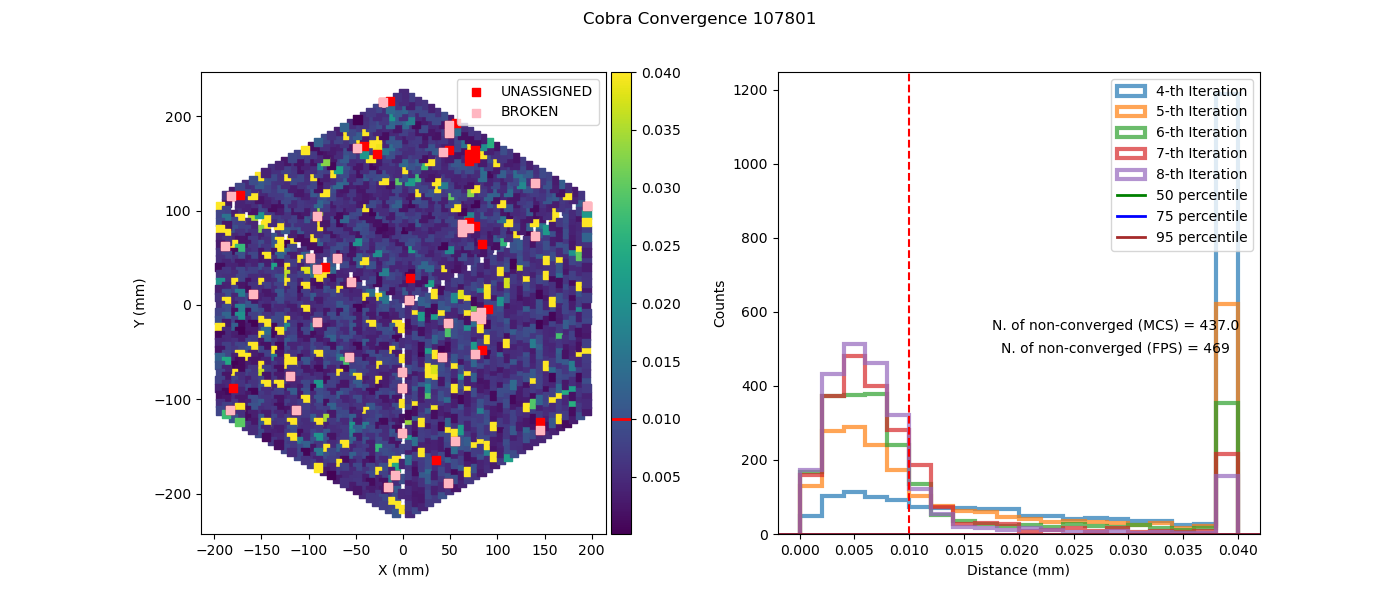 Cobra Convergence 107801
UNASSIGNED
BROKEN
Y (mm)
200
100
0
−100
−200
−200 −150 −100 −50 0 50 100 150 200
X (mm)
0.040
0.035
0.030
0.025
0.020
0.015
0.010
0.005
4-th Iteration
5-th Iteration
6-th Iteration
7-th Iteration
8-th Iteration
50 percentile
75 percentile
95 percentile
N. of non-converged (MCS) = 437.0
N. of non-converged (FPS) = 469
Counts
1200
1000
800
600
400
200
0
0.000 0.005 0.010 0.015 0.020 0.025 0.030 0.035 0.040
Distance (mm)